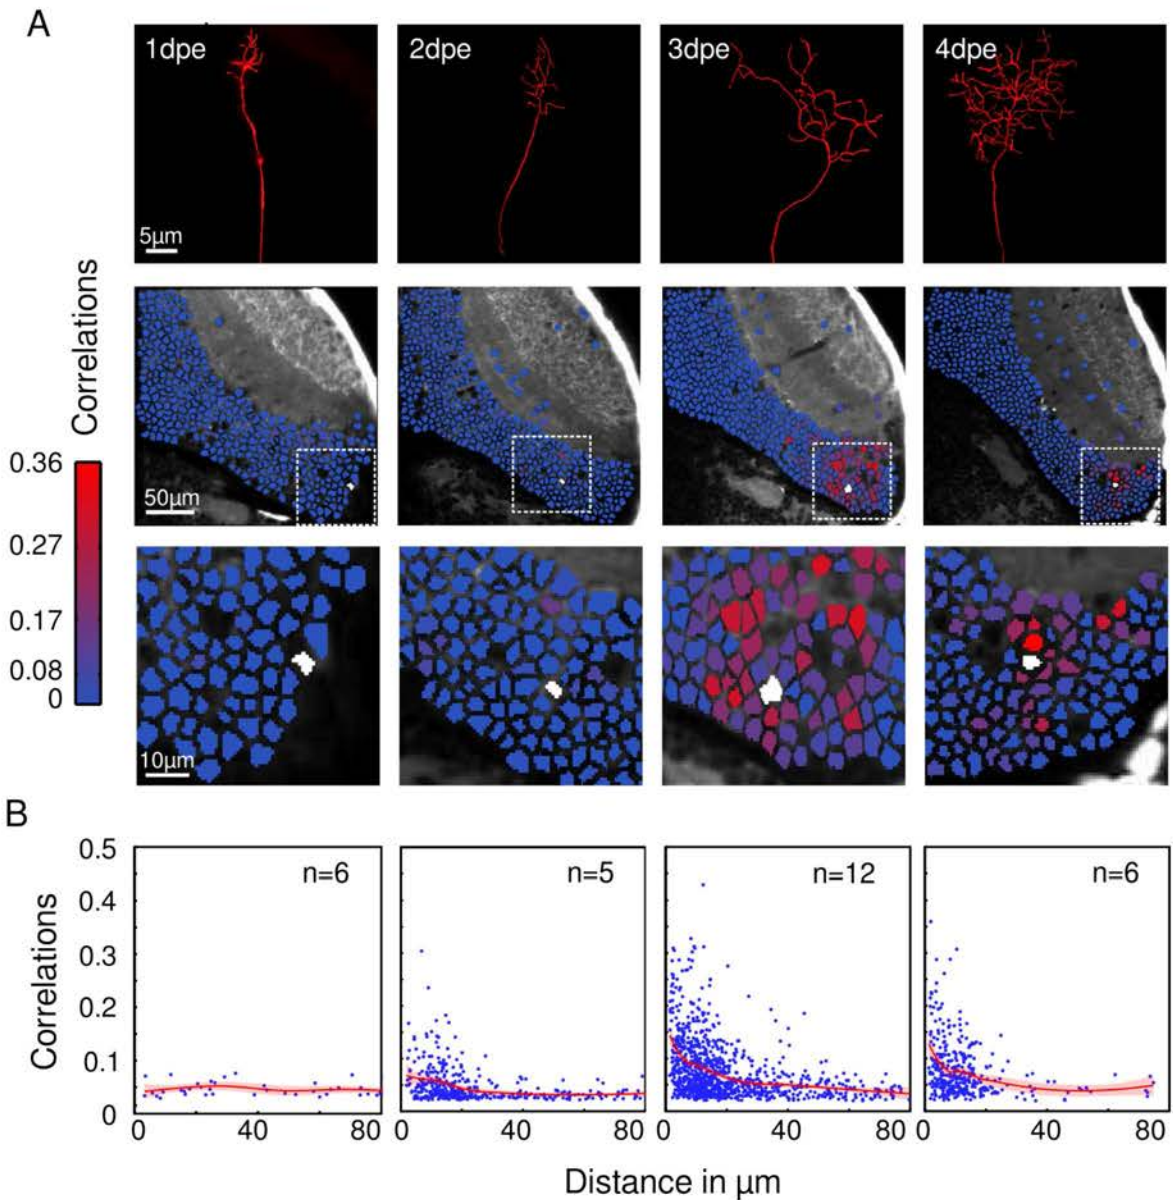 A
1dpe
2dpe
3dpe
4dpe
5µm
Correlations
0.36
0.27
0.17
0.08
0
50µm
10µm
B
Correlations
0.5
0.4
0.3
0.2
0.1
0
n=6
n=5
n=12
n=6
0 40 80 0 40 80 0 40 80 0 40 80
Distance in µm